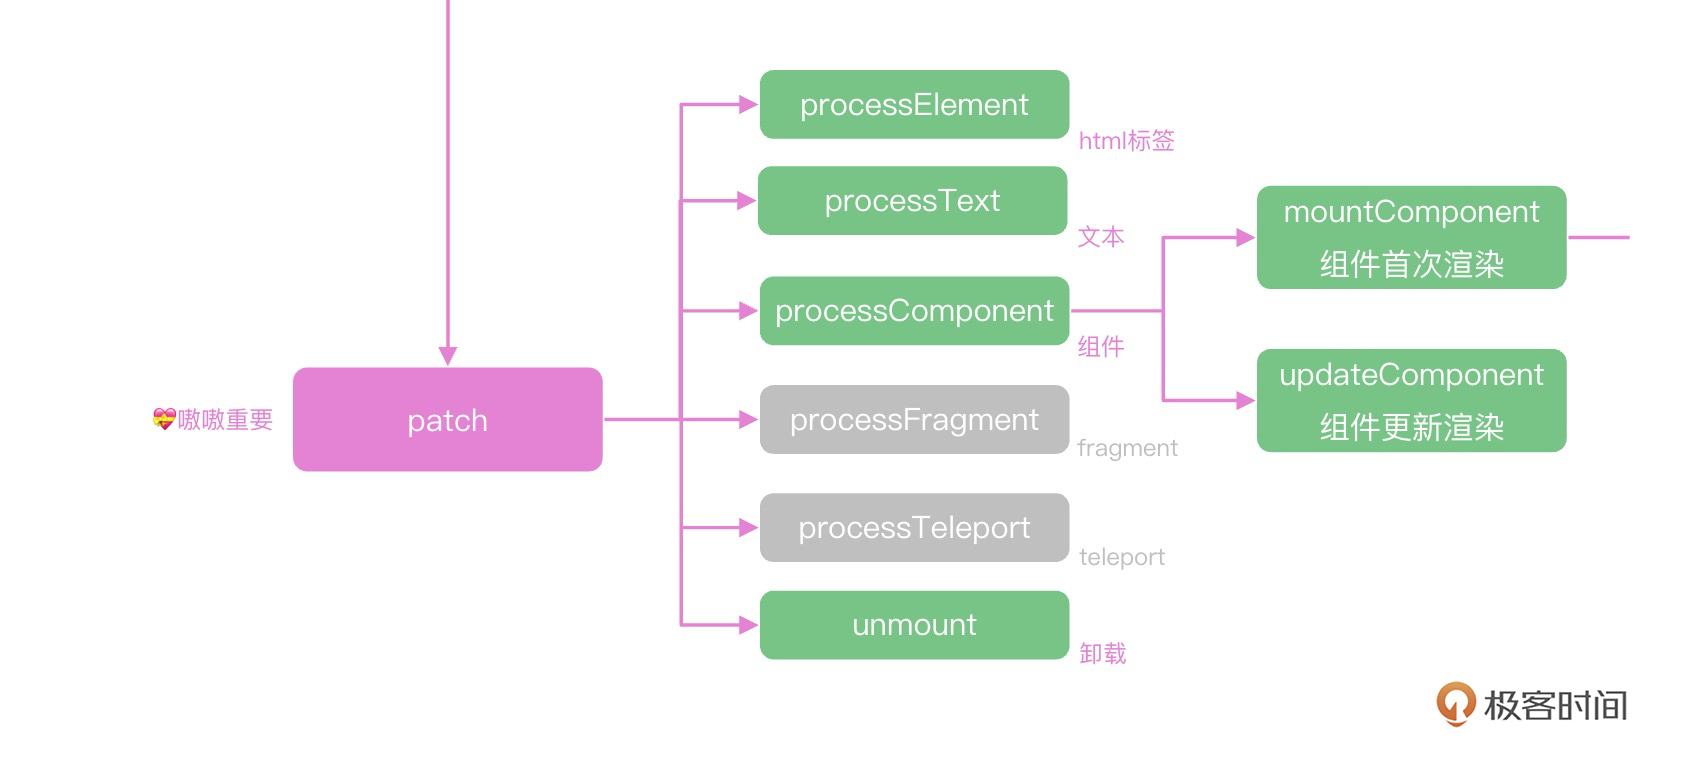 processElement
html标签
processText
文本
processComponent
组件
mountComponent
组件首次渲染
updateComponent
组件更新渲染
💝嗷嗷重要
patch
processFragment
fragment
processTeleport
teleport
unmount
卸载
极客时间